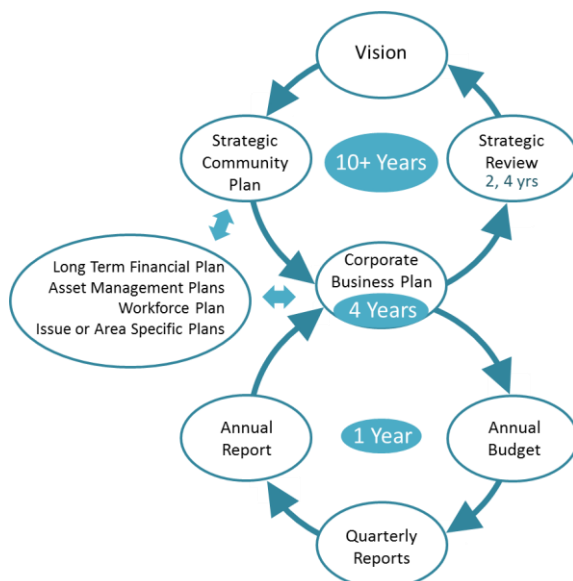 Vision
Strategic
Community
Plan
10+ Years
Strategic
Review
2, 4 yrs
Long Term Financial Plan
Asset Management Plans
Workforce Plan
Issue or Area Specific Plans
Corporate
Business Plan
4 Years
Annual
Report
1 Year
Annual
Budget
Quarterly
Reports